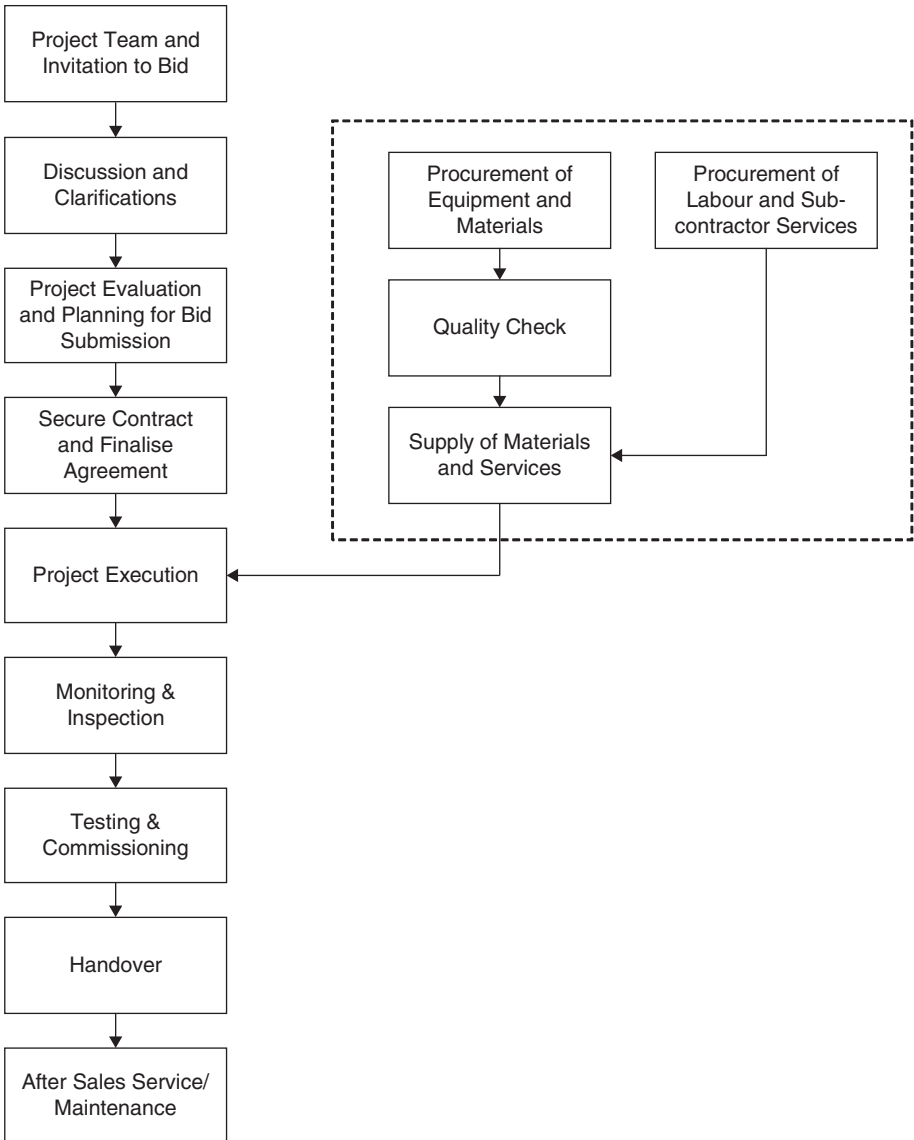 Project Team and
Invitation to Bid
Discussion and
Clarifications
Project Evaluation
and Planning for Bid
Submission
Secure Contract
and Finalise
Agreement
Project Execution
Monitoring &
Inspection
Testing &
Commissioning
Handover
After Sales Service/
Maintenance
Procurement of
Equipment and
Materials
Quality Check
Supply of Materials
and Services
Procurement of
Labour and Sub-
contractor Services